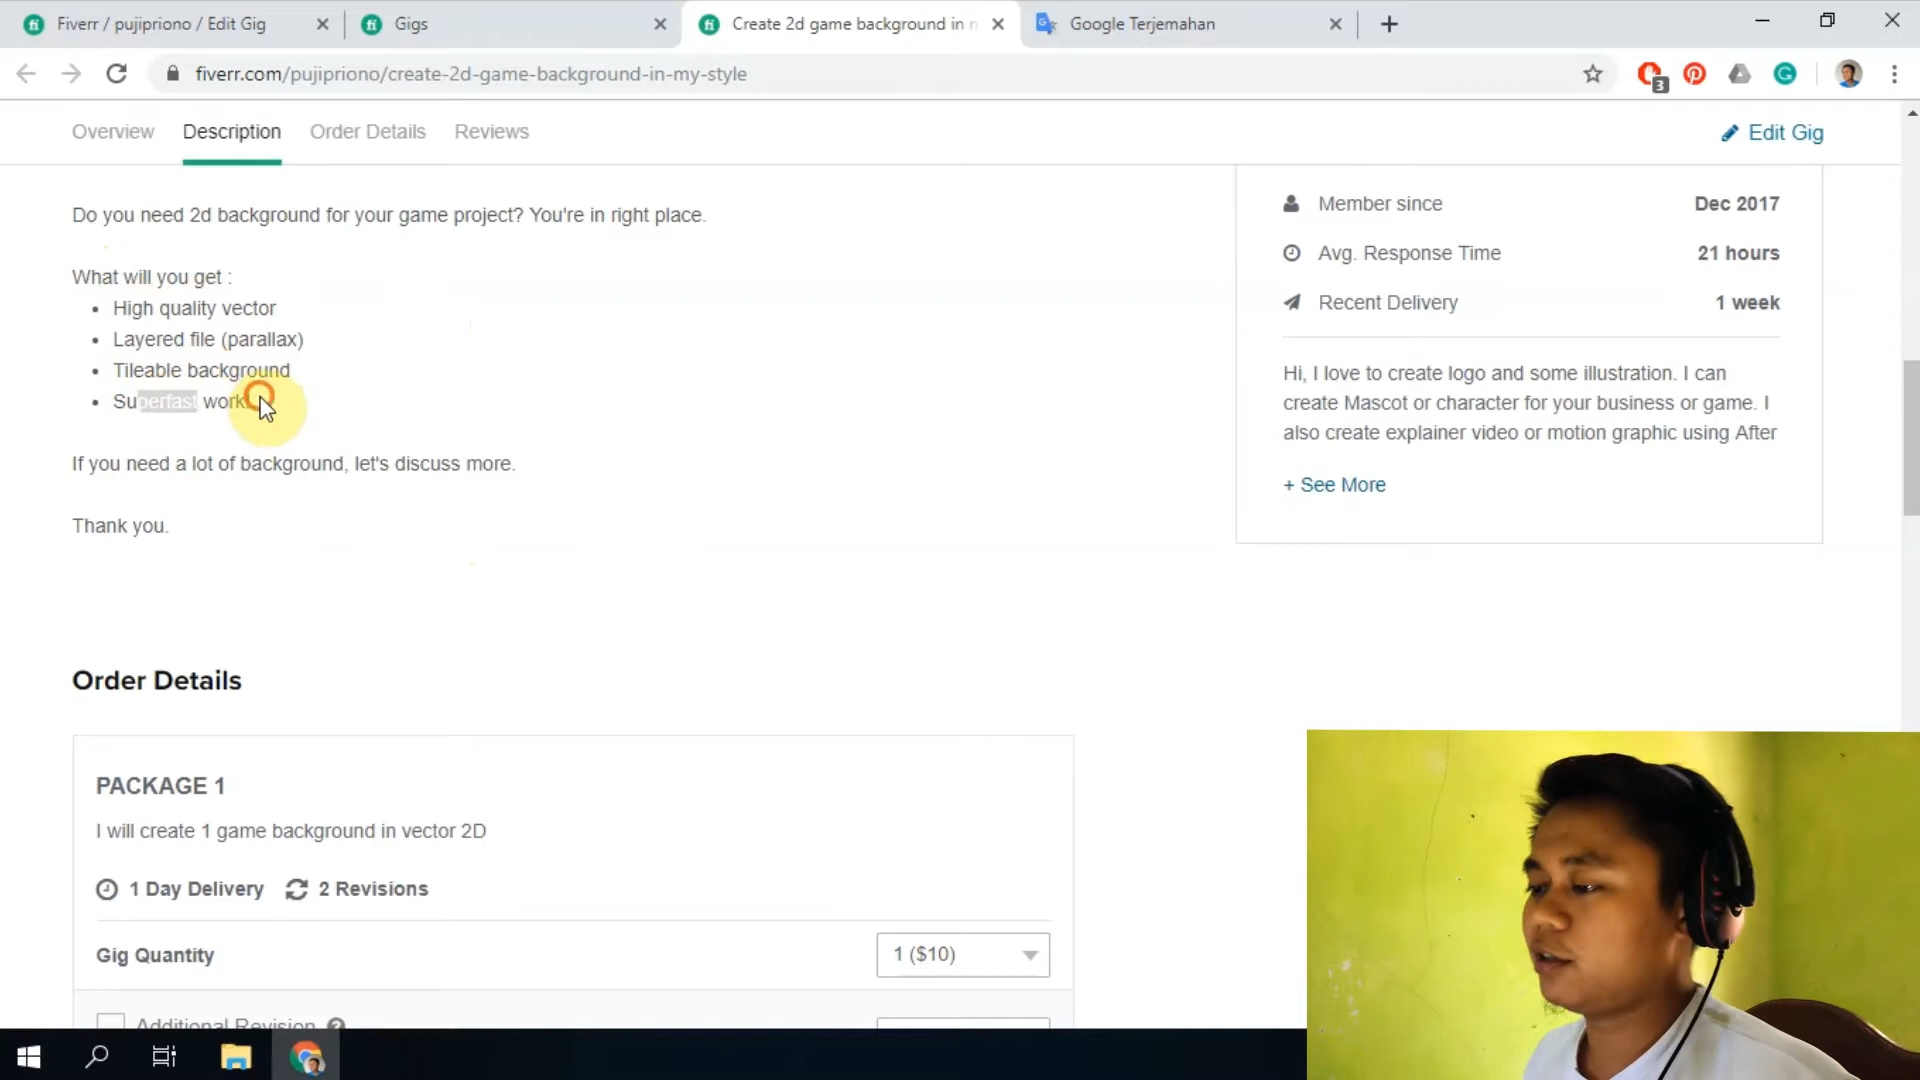 Fiverr / pujipriono / Edit Gig
Gigs
Create 2d game background in
Google Terjemahan
fiverr.com/pujipriono/create-2d-game-background-in-my-style
3
Overview
Description
Order Details
Reviews
Edit Gig
Do you need 2d background for your game project? You're in right place.
What will you get :
• High quality vector
• Layered file (parallax)
• Tileable background
• Superfast work.
If you need a lot of background, let's discuss more.
Thank you.
Member since Dec 2017
Avg. Response Time 21 hours
Recent Delivery 1 week
Hi, I love to create logo and some illustration. I can
create Mascot or character for your business or game. I
also create explainer video or motion graphic using After
+ See More
Order Details
PACKAGE 1
I will create 1 game background in vector 2D
1 Day Delivery 2 Revisions
Gig Quantity 1 ($10)
Additional Revision ?